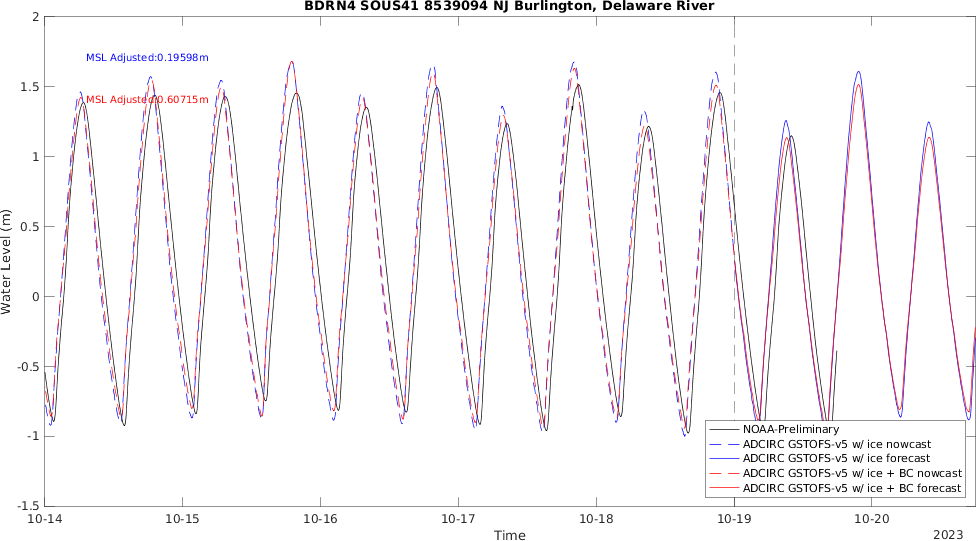 BDRN4 SOUS41 8539094 NJ Burlington, Delaware River
MSL Adjusted:0.19598m
MSL Adjusted:0.60715m
Water Level (m)
2
1.5
1
0.5
0
-0.5
-1
-1.5
NOAA-Preliminary
ADCIRC GSTOFS-v5 w/ ice nowcast
ADCIRC GSTOFS-v5 w/ ice forecast
ADCIRC GSTOFS-v5 w/ ice + BC nowcast
ADCIRC GSTOFS-v5 w/ ice + BC forecast
10-14 10-15 10-16 10-17 10-18 10-19 10-20
Time
2023